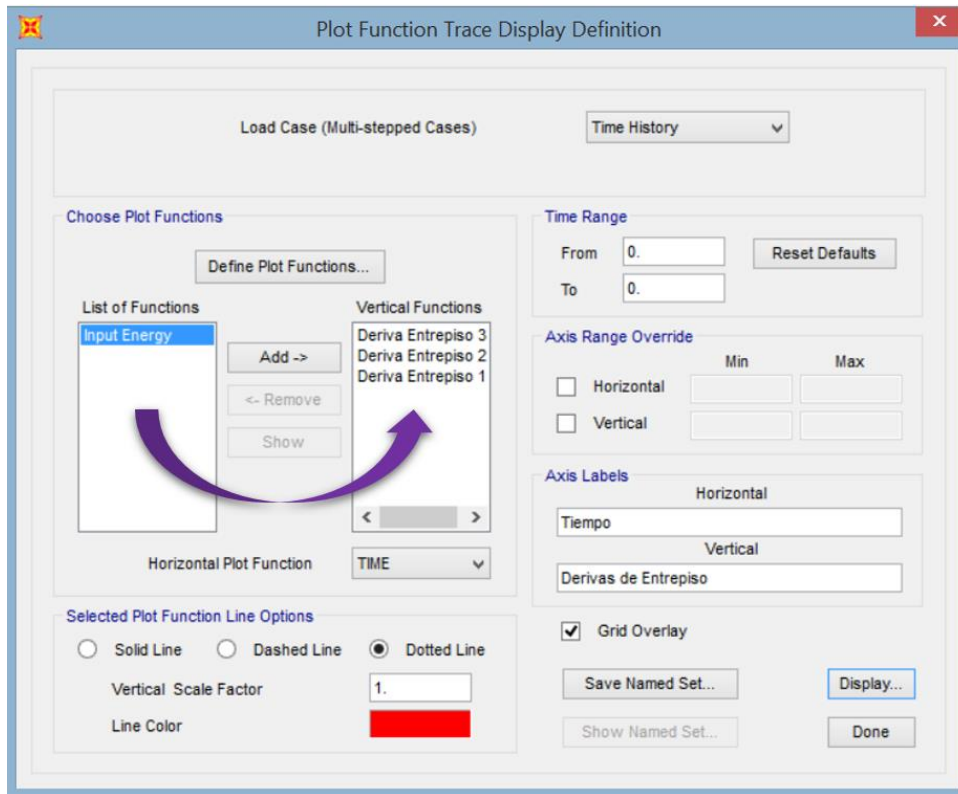 Plot Function Trace Display Definition
Load Case (Multi-stepped Cases)
Time History
Choose Plot Functions
Define Plot Functions...
List of Functions
Input Energy
Add ->
<- Remove
Show
Vertical Functions
Deriva Entrepiso 3
Deriva Entrepiso 2
Deriva Entrepiso 1
Horizontal Plot Function
TIME
Selected Plot Function Line Options
Solid Line
Dashed Line
Dotted Line
Vertical Scale Factor
1.
Line Color
Time Range
From
0.
Reset Defaults
To
0.
Axis Range Override
Min
Max
Horizontal
Vertical
Axis Labels
Horizontal
Tiempo
Vertical
Derivas de Entrepiso
Grid Overlay
Save Named Set...
Display...
Show Named Set...
Done